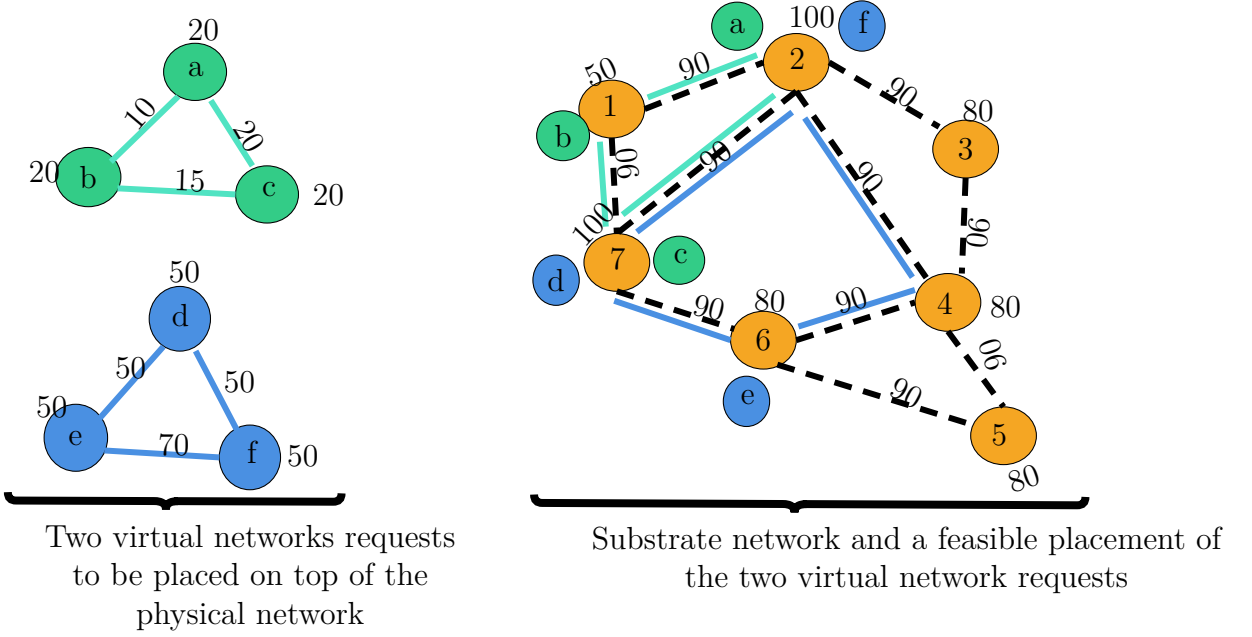 20
a
10
20
20
b
15
c
20
50
d
50
50
50
e
70
f
50
Two virtual networks requests
to be placed on top of the
physical network
a
100
f
2
50
90
1
90
80
b
90
90
3
90
100
90
7
c
d
90
80
90
4
80
6
90
e
90
5
80
Substrate network and a feasible placement of
the two virtual network requests